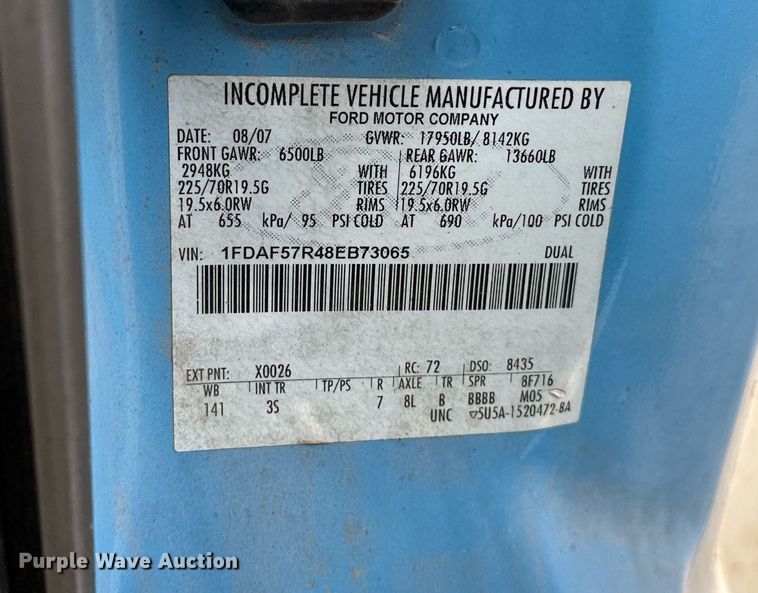 INCOMPLETE VEHICLE MANUFACTURED BY
FORD MOTOR COMPANY
DATE: 08/07 GVWR: 17950LB/ 8142KG
FRONT GAWR: 6500LB REAR GAWR: 13660LB
2948KG WITH 6196KG WITH
225/70R19.5G TIRES 225/70R19.5G TIRES
19.5x6.0RW RIMS 19.5x6.0RW RIMS
AT 655 kPa/ 95 PSI COLD AT 690 kPa/100 PSI COLD
VIN: 1FDAF57R48EB73065 DUAL
EXT PNT: X0026 RC: 72 DSO: 8435
WB INT TR TP/PS R AXLE TR SPR 8F716
141 3S 7 8L B BBBB M05
UNC 5U5A-1520472-BA
Purple Wave Auction